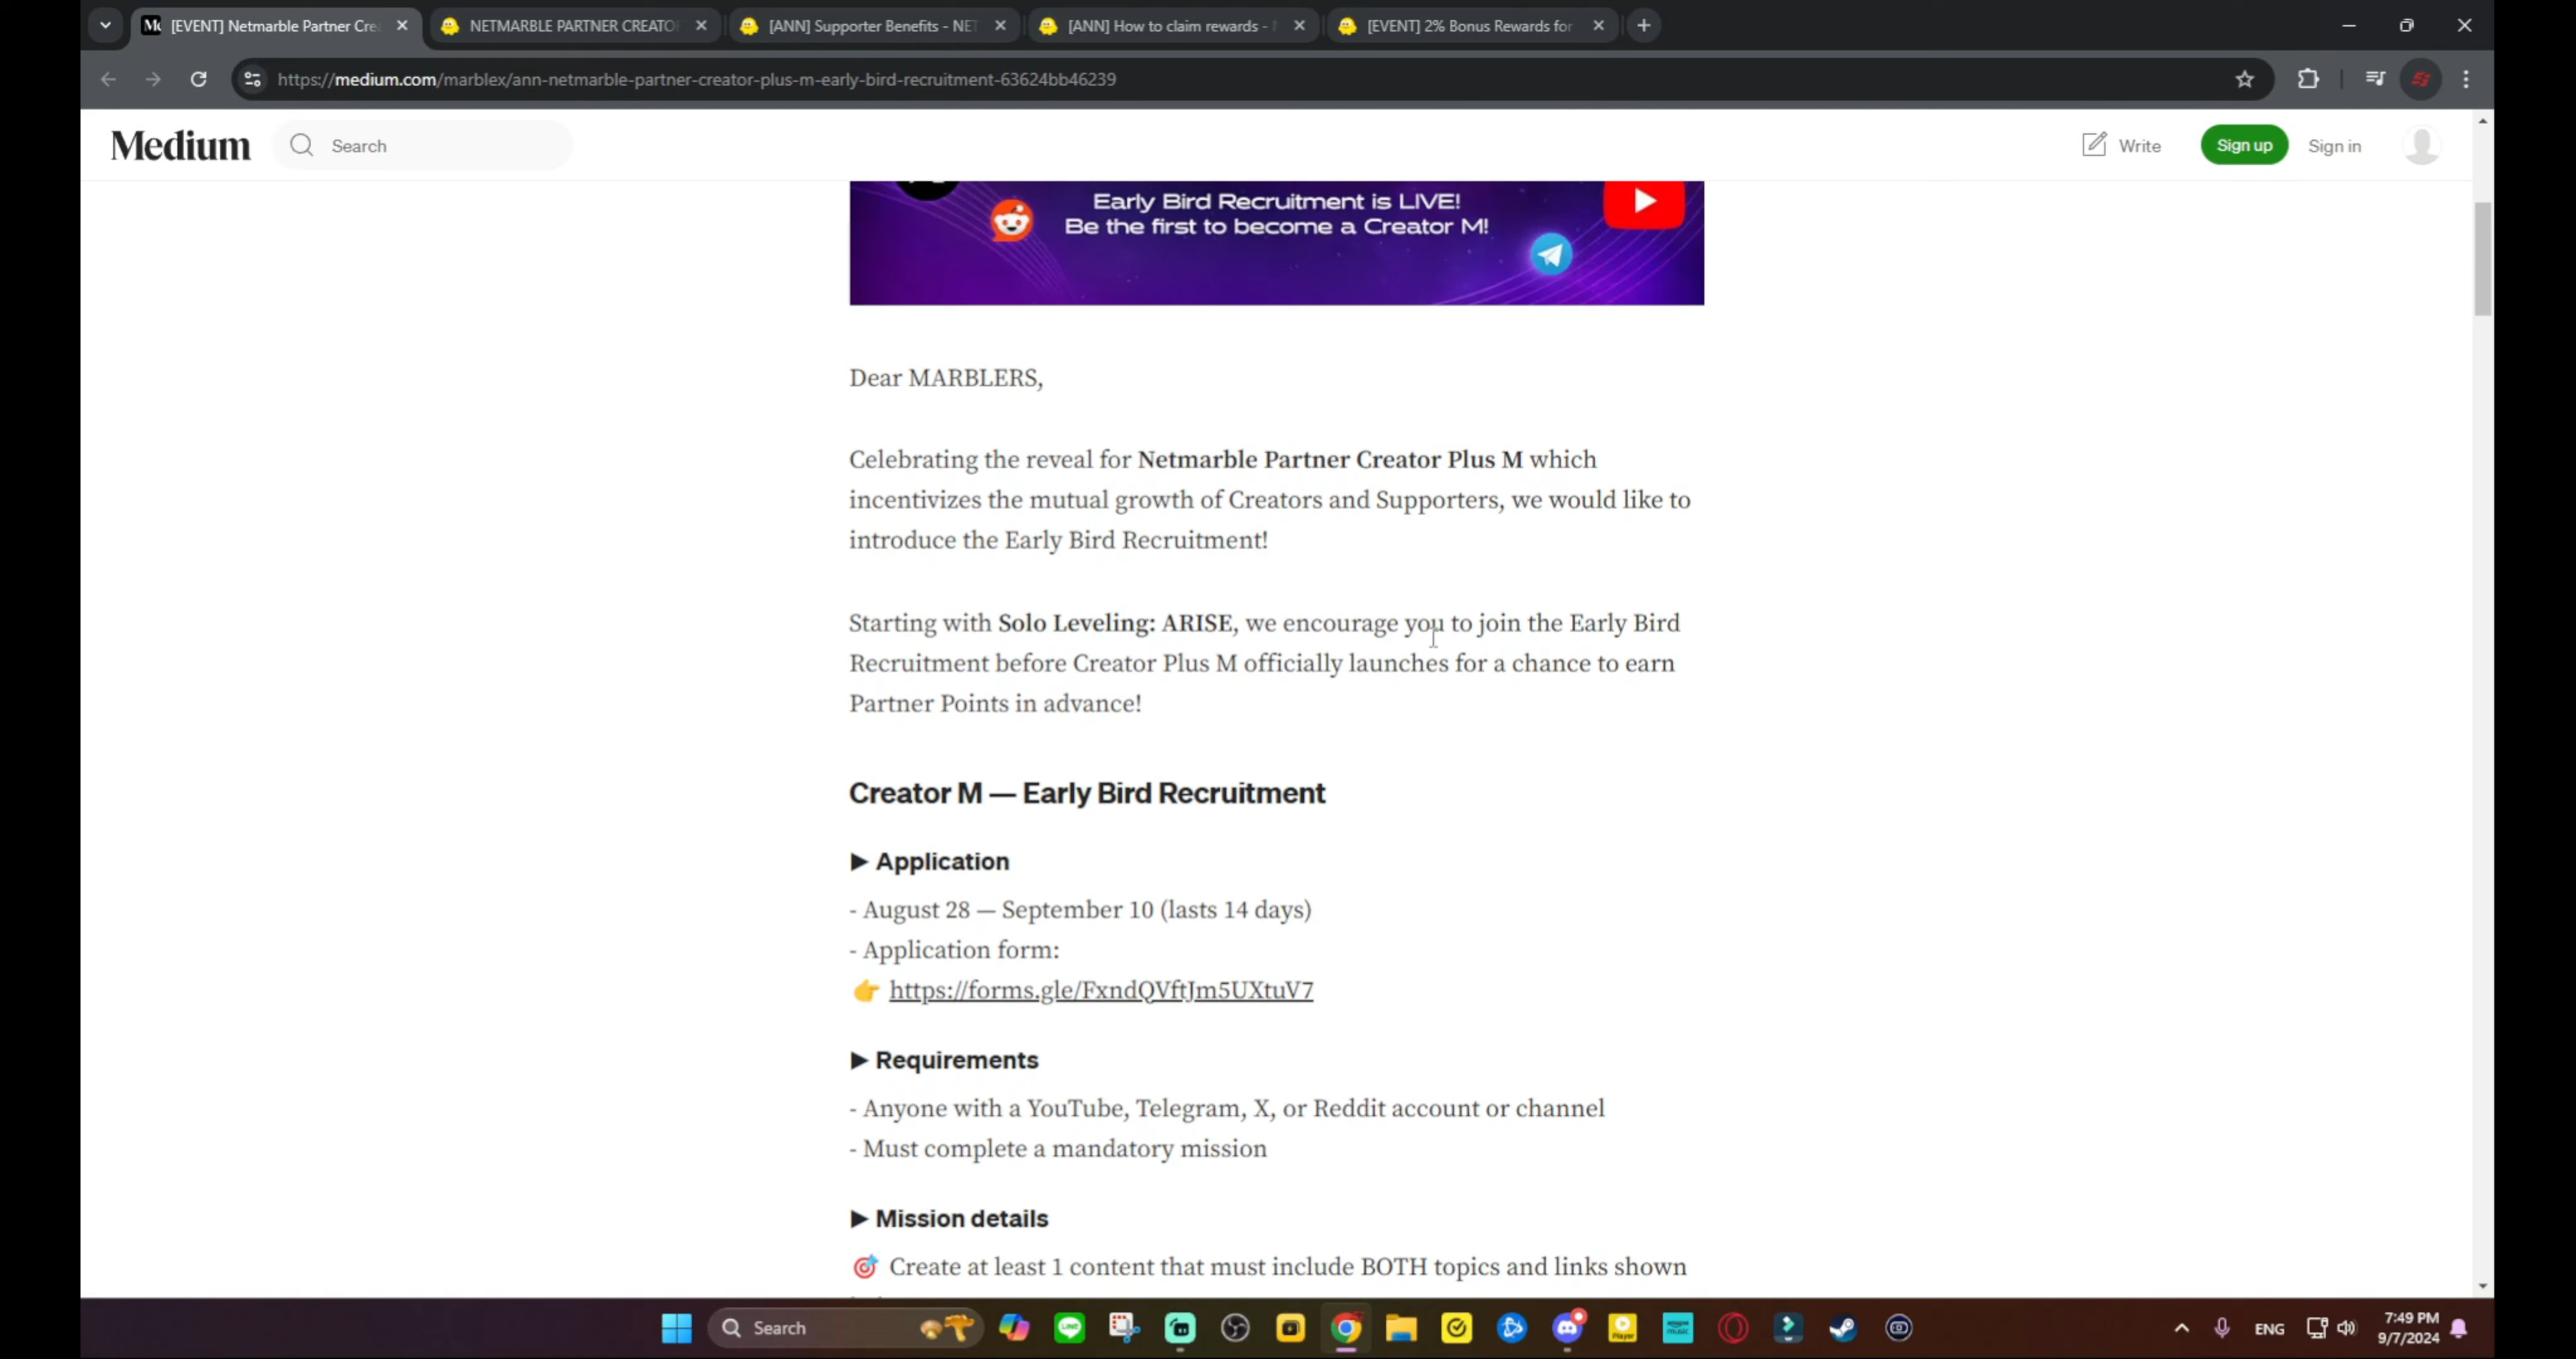 [EVENT] Netmarble Partner Cre
NETMARBLE PARTNER CREATOR
[ANN] Supporter Benefits - NET
[ANN] How to claim rewards -
[EVENT] 2% Bonus Rewards for
https://medium.com/marblex/ann-netmarble-partner-creator-plus-m-early-bird-recruitment-63624bb46239
Medium
Search
Write
Sign up
Sign in
Early Bird Recruitment is LIVE!
Be the first to become a Creator M!
Dear MARBLERS,
Celebrating the reveal for Netmarble Partner Creator Plus M which
incentivizes the mutual growth of Creators and Supporters, we would like to
introduce the Early Bird Recruitment!
Starting with Solo Leveling: ARISE, we encourage you to join the Early Bird
Recruitment before Creator Plus M officially launches for a chance to earn
Partner Points in advance!
Creator M — Early Bird Recruitment
▶ Application
- August 28 — September 10 (lasts 14 days)
- Application form:
👉 https://forms.gle/FxndQVftJm5UXtuV7
▶ Requirements
- Anyone with a YouTube, Telegram, X, or Reddit account or channel
- Must complete a mandatory mission
▶ Mission details
🎯 Create at least 1 content that must include BOTH topics and links shown
Search
LINE
Player
music
ENG
7:49 PM
9/7/2024